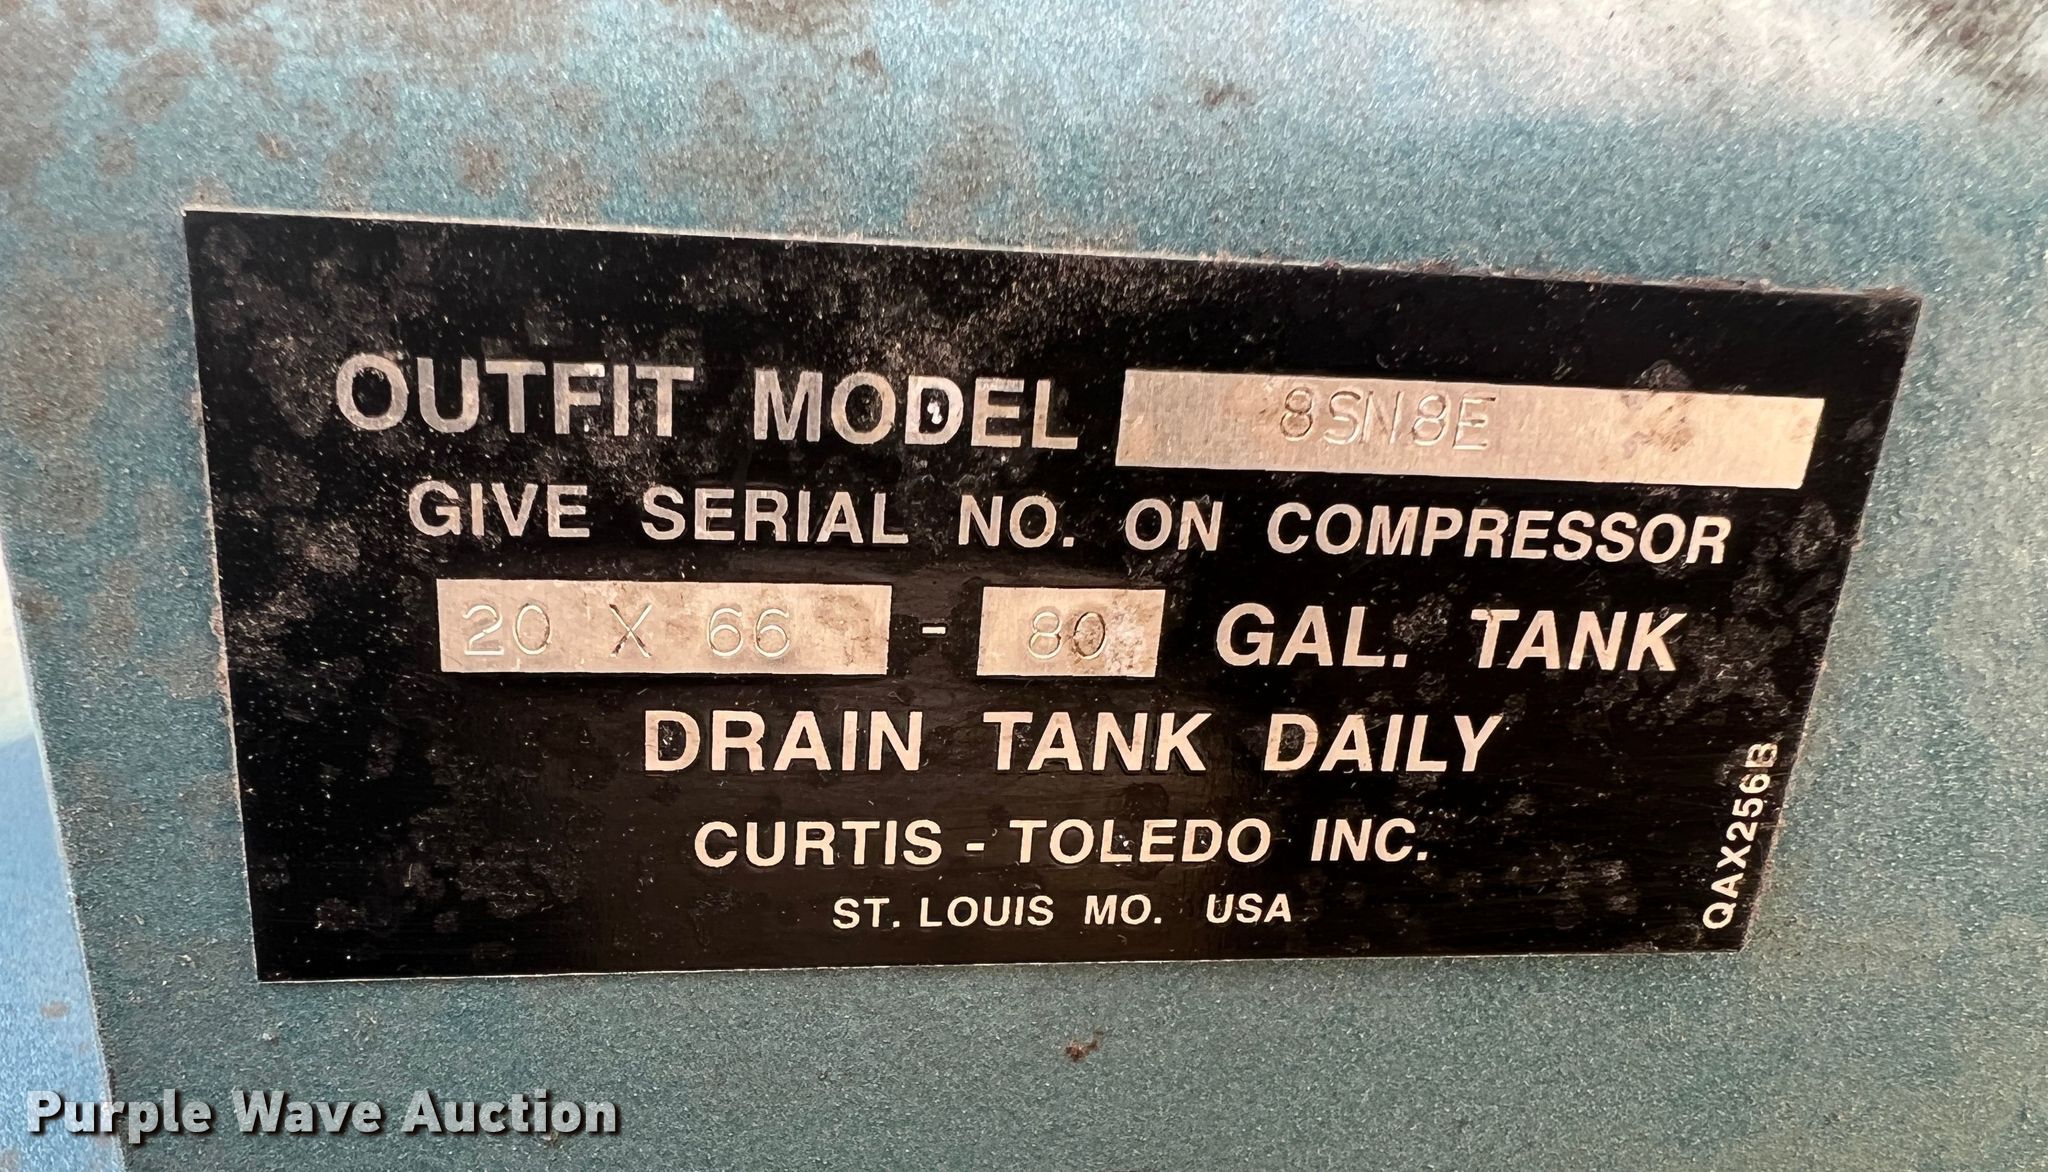 OUTFIT MODEL 8SN8E
GIVE SERIAL NO. ON COMPRESSOR
20 X 66 - 80 GAL. TANK
DRAIN TANK DAILY
CURTIS - TOLEDO INC.
ST. LOUIS MO. USA
QAX256B
Purple Wave Auction